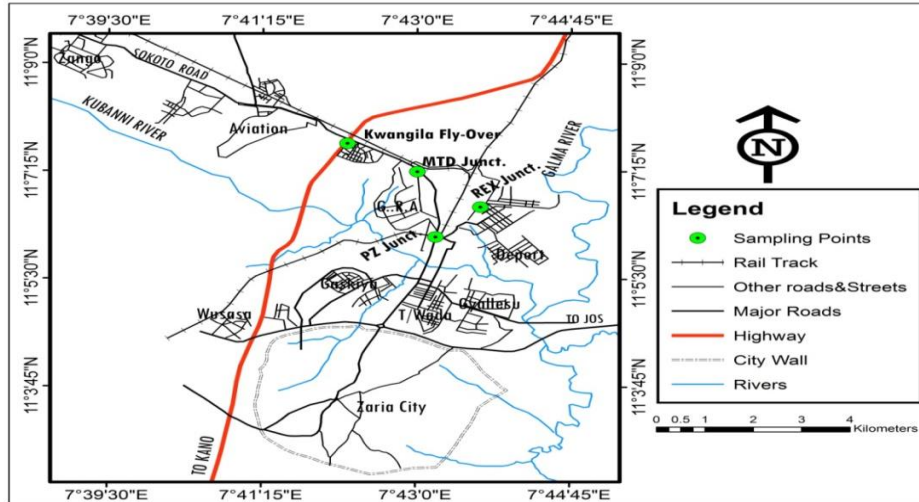 7°39'30"E 7°41'15"E 7°43'0"E 7°44'45"E
11°9'0"N
11°7'15"N
11°5'30"N
11°3'45"N
11°9'0"N
11°7'15"N
11°5'30"N
11°3'45"N
Zango
SOKOTO ROAD
KUBANNI RIVER
Aviation
Kwangila Fly-Over
MTD Junct.
REX Junct.
GALMA RIVER
G..R.A
PZ Junct.
Deport
Gaskiya
Wusasa
T/Wada
Gyallesu
TO JOS
Zaria City
TO KANO
7°39'30"E 7°41'15"E 7°43'0"E 7°44'45"E
N
Legend
Sampling Points
Rail Track
Other roads&Streets
Major Roads
Highway
City Wall
Rivers
0 0.5 1 2 3 4
Kilometers